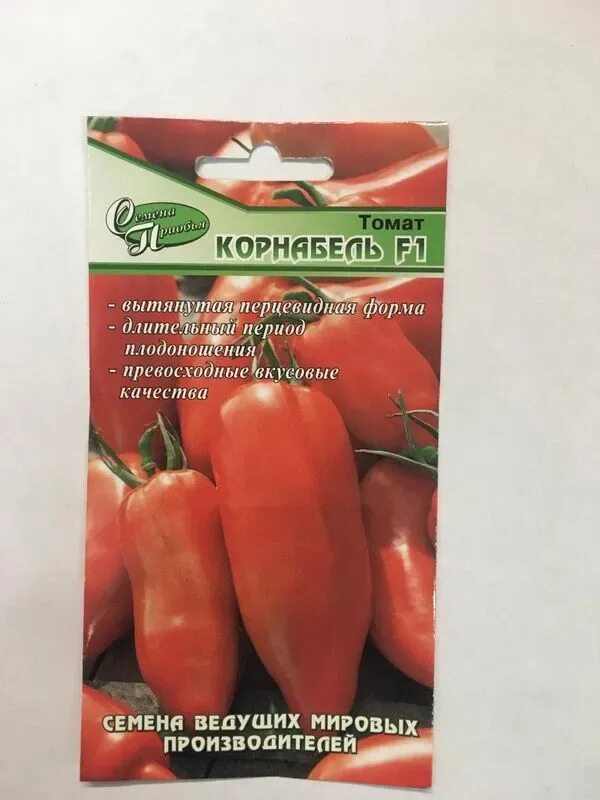 Семена
Приобья
Томат
КОРНАБЕЛЬ F1
- вытянутая перцевидная форма
- длительный период
плодоношения
- превосходные вкусовые
качества
СЕМЕНА ВЕДУЩИХ МИРОВЫХ
ПРОИЗВОДИТЕЛЕЙ